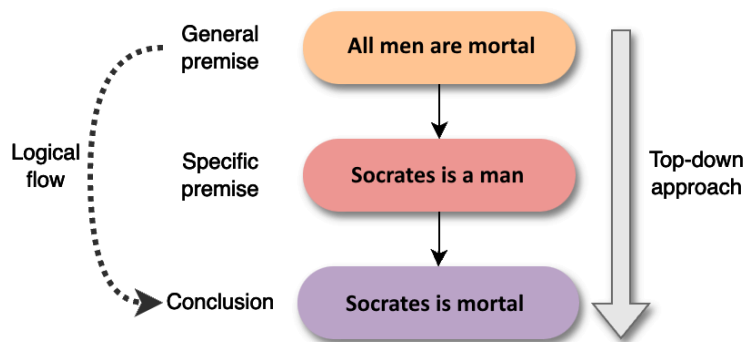 General
premise
All men are mortal
Logical
flow
Specific
premise
Socrates is a man
Top-down
approach
Conclusion
Socrates is mortal